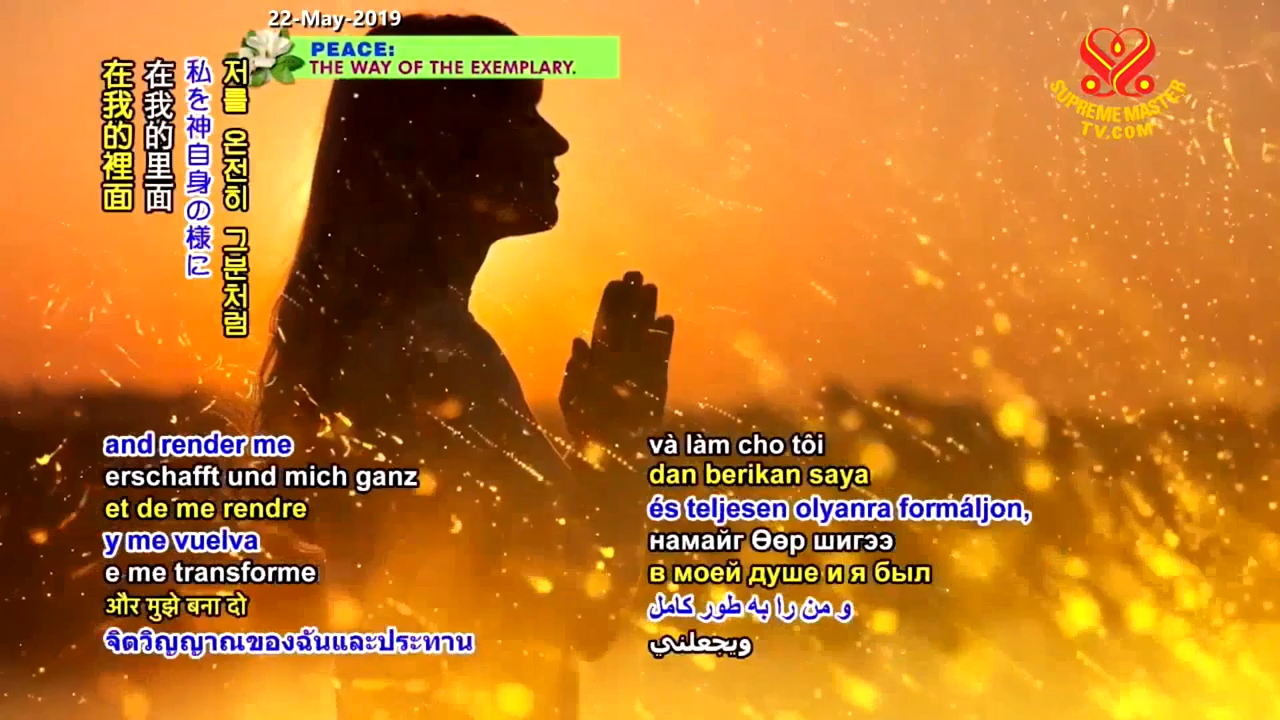 22-May-2019
PEACE:
THE WAY OF THE EXEMPLARY.
SUPREME MASTER
TV.COM
저를 온전히 그분처럼
私を神自身の様に
在我的里面
在我的裡面
and render me
erschafft und mich ganz
et de me rendre
y me vuelva
e me transforme
और मुझे बना दो
จิตวิญญาณของฉันและประทาน
và làm cho tôi
dan berikan saya
és teljesen olyanra formáljon,
намайг Өөр шигээ
в моей душе и я был
و من را به طور کامل
ويجعلني